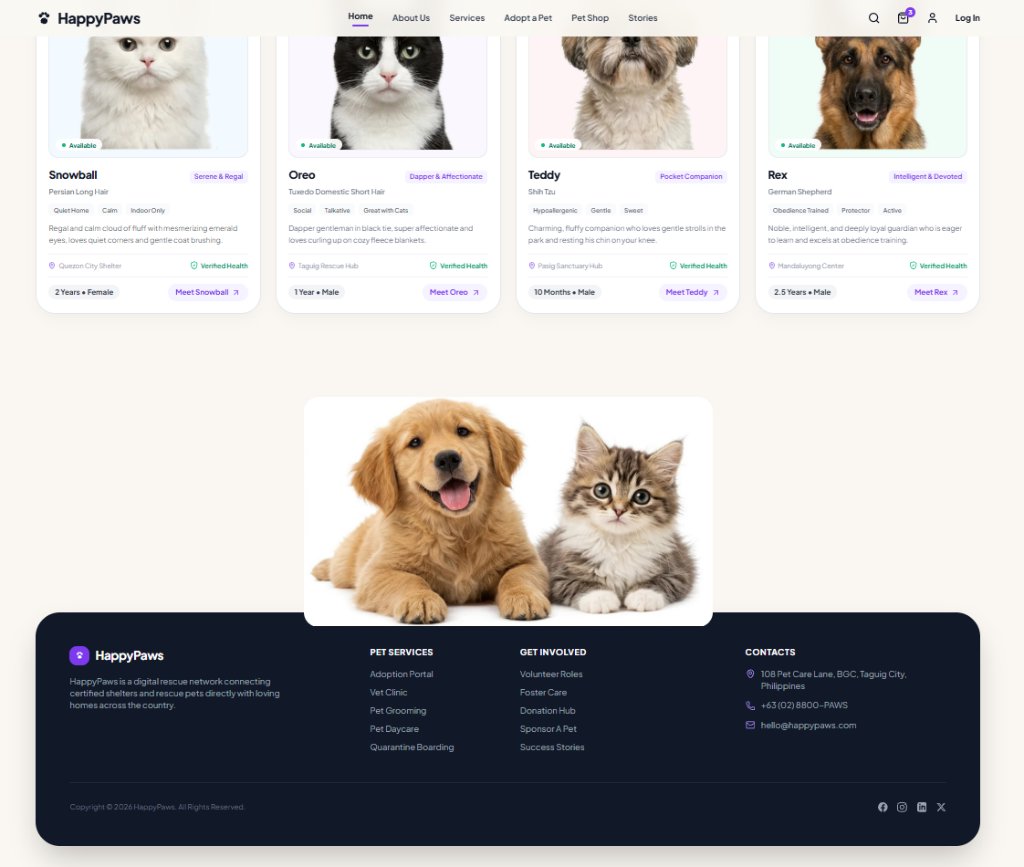 HappyPaws
Home About Us Services Adopt a Pet Pet Shop Stories
3
Log In
Available
Snowball
Serene & Regal
Persian Long Hair
Quiet Home Calm Indoor Only
Regal and calm cloud of fluff with mesmerizing emerald
eyes, loves quiet corners and gentle coat brushing.
Quezon City Shelter
Verified Health
2 Years • Female
Meet Snowball
Available
Oreo
Dapper & Affectionate
Tuxedo Domestic Short Hair
Social Talkative Great with Cats
Dapper gentleman in black tie, super affectionate and
loves curling up on cozy fleece blankets.
Taguig Rescue Hub
Verified Health
1 Year • Male
Meet Oreo
Available
Teddy
Pocket Companion
Shih Tzu
Hypoallergenic Gentle Sweet
Charming, fluffy companion who loves gentle strolls in the
park and resting his chin on your knee.
Pasig Sanctuary Hub
Verified Health
10 Months • Male
Meet Teddy
Available
Rex
Intelligent & Devoted
German Shepherd
Obedience Trained Protector Active
Noble, intelligent, and deeply loyal guardian who is eager
to learn and excels at obedience training.
Mandaluyong Center
Verified Health
2.5 Years • Male
Meet Rex
HappyPaws
HappyPaws is a digital rescue network connecting
certified shelters and rescue pets directly with loving
homes across the country.
PET SERVICES
Adoption Portal
Vet Clinic
Pet Grooming
Pet Daycare
Quarantine Boarding
GET INVOLVED
Volunteer Roles
Foster Care
Donation Hub
Sponsor A Pet
Success Stories
CONTACTS
108 Pet Care Lane, BGC, Taguig City,
Philippines
+63 (02) 8800-PAWS
hello@happypaws.com
Copyright © 2026 HappyPaws. All Rights Reserved.